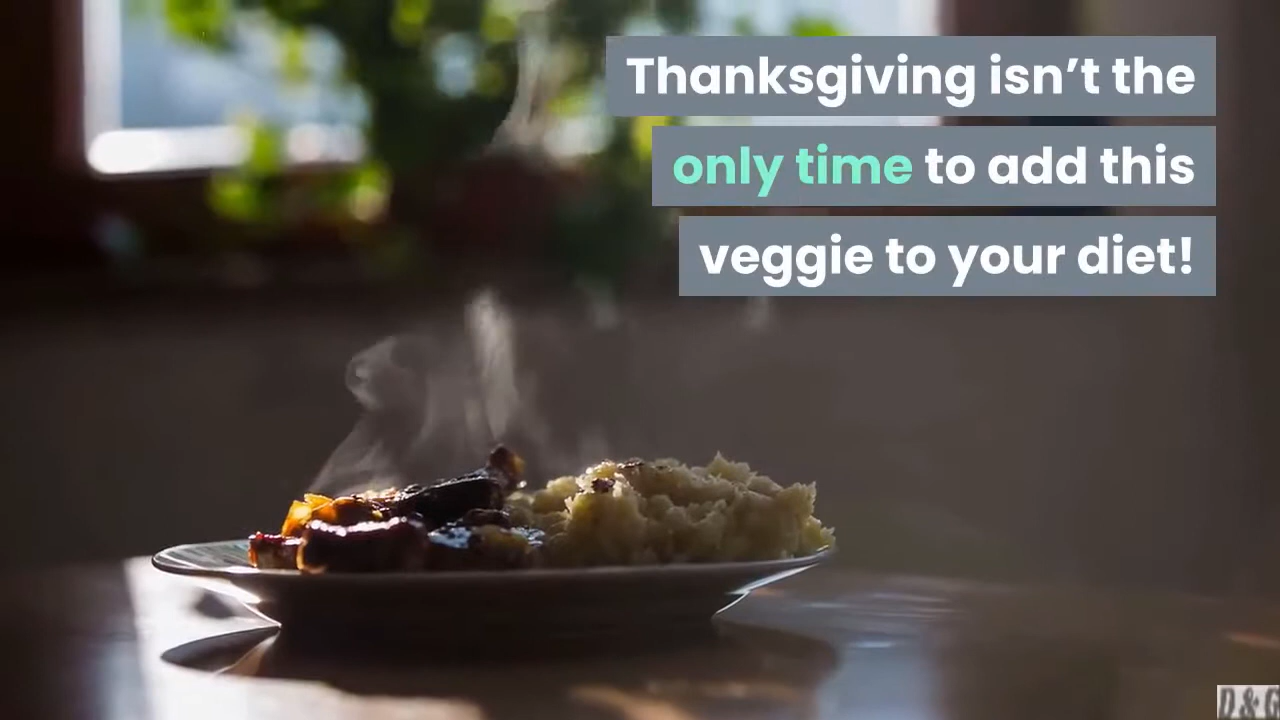 Thanksgiving isn’t the
only time to add this
veggie to your diet!
D & G